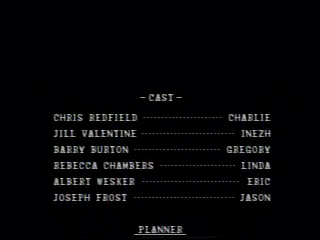 -CAST-
CHRIS REDFIELD ---------------------- CHARLIE
JILL VALENTINE -------------------------- INEZH
BARRY BURTON ------------------------ GREGORY
REBECCA CHAMBERS ---------------------- LINDA
ALBERT WESKER --------------------------- ERIC
JOSEPH FROST --------------------------- JASON
PLANNER